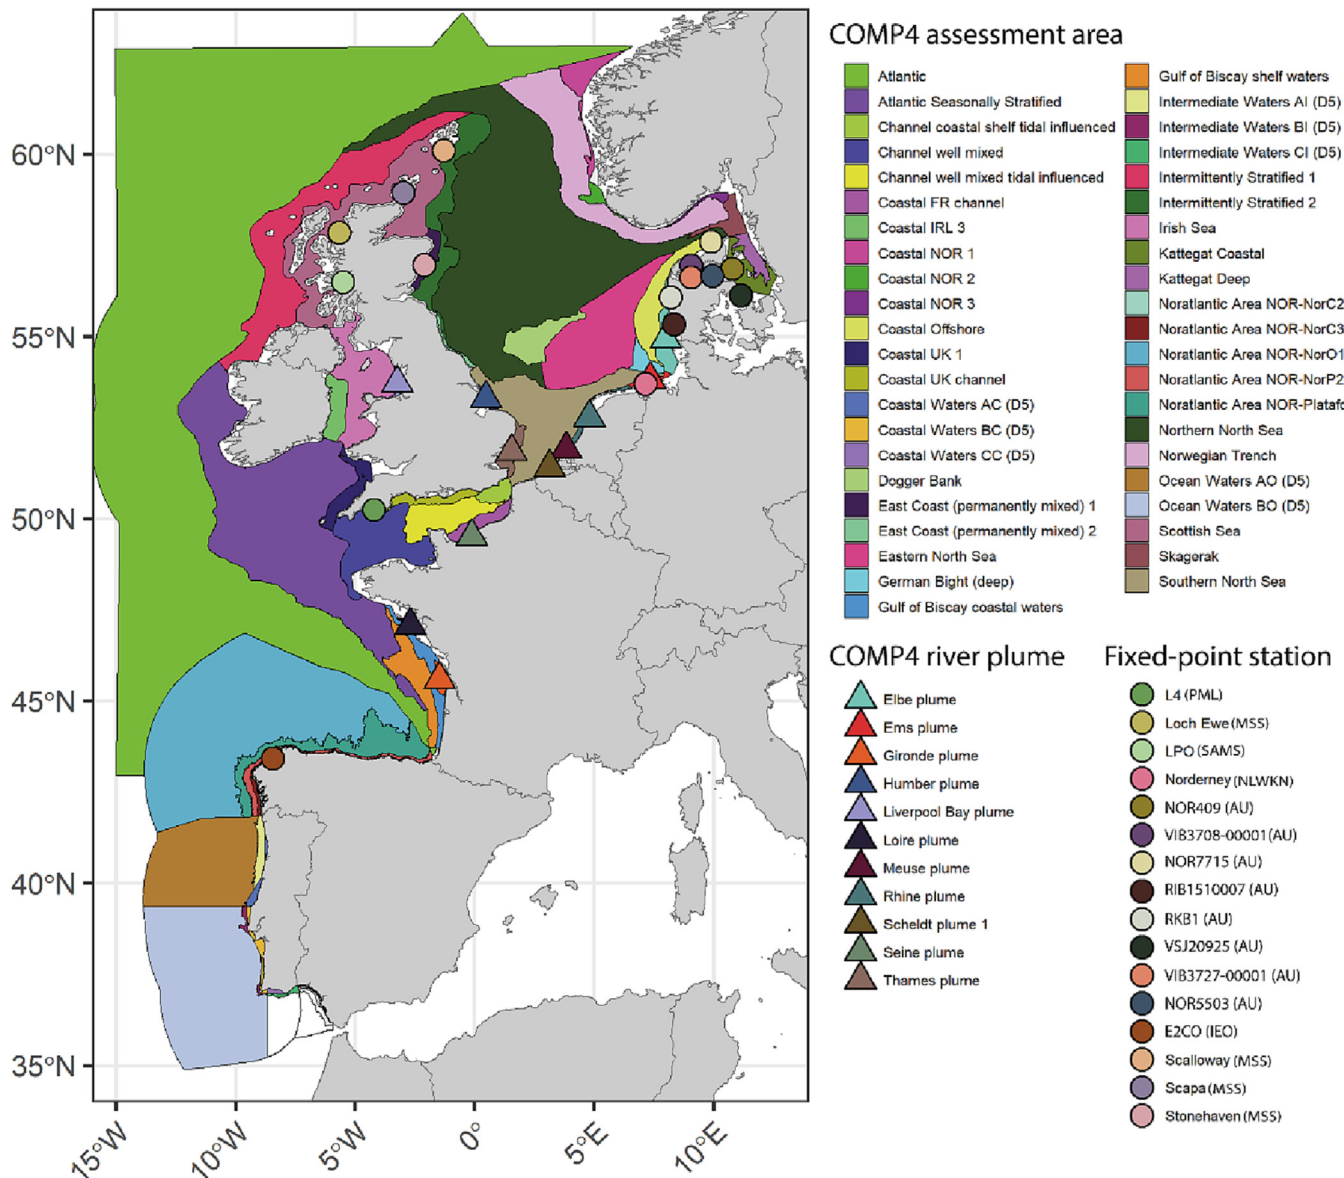 COMP4 assessment area
Atlantic
Atlantic Seasonally Stratified
Channel coastal shelf tidal influenced
Channel well mixed
Channel well mixed tidal influenced
Coastal FR channel
Coastal IRL 3
Coastal NOR 1
Coastal NOR 2
Coastal NOR 3
Coastal Offshore
Coastal UK 1
Coastal UK channel
Coastal Waters AC (D5)
Coastal Waters BC (D5)
Coastal Waters CC (D5)
Dogger Bank
East Coast (permanently mixed) 1
East Coast (permanently mixed) 2
Eastern North Sea
German Bight (deep)
Gulf of Biscay coastal waters
Gulf of Biscay shelf waters
Intermediate Waters AI (D5)
Intermediate Waters BI (D5)
Intermediate Waters CI (D5)
Intermittently Stratified 1
Intermittently Stratified 2
Irish Sea
Kattegat Coastal
Kattegat Deep
Noratlantic Area NOR-NorC2
Noratlantic Area NOR-NorC3
Noratlantic Area NOR-NorO1
Noratlantic Area NOR-NorP2
Noratlantic Area NOR-Platafo
Northern North Sea
Norwegian Trench
Ocean Waters AO (D5)
Ocean Waters BO (D5)
Scottish Sea
Skagerak
Southern North Sea
COMP4 river plume
Elbe plume
Ems plume
Gironde plume
Humber plume
Liverpool Bay plume
Loire plume
Meuse plume
Rhine plume
Scheldt plume 1
Seine plume
Thames plume
Fixed-point station
L4 (PML)
Loch Ewe (MSS)
LPO (SAMS)
Norderney (NLWKN)
NOR409 (AU)
VIB3708-00001 (AU)
NOR7715 (AU)
RIB1510007 (AU)
RKB1 (AU)
VSJ20925 (AU)
VIB3727-00001 (AU)
NOR5503 (AU)
E2CO (IEO)
Scalloway (MSS)
Scapa (MSS)
Stonehaven (MSS)
60°N
55°N
50°N
45°N
40°N
35°N
15°W
10°W
5°W
0°
5°E
10°E